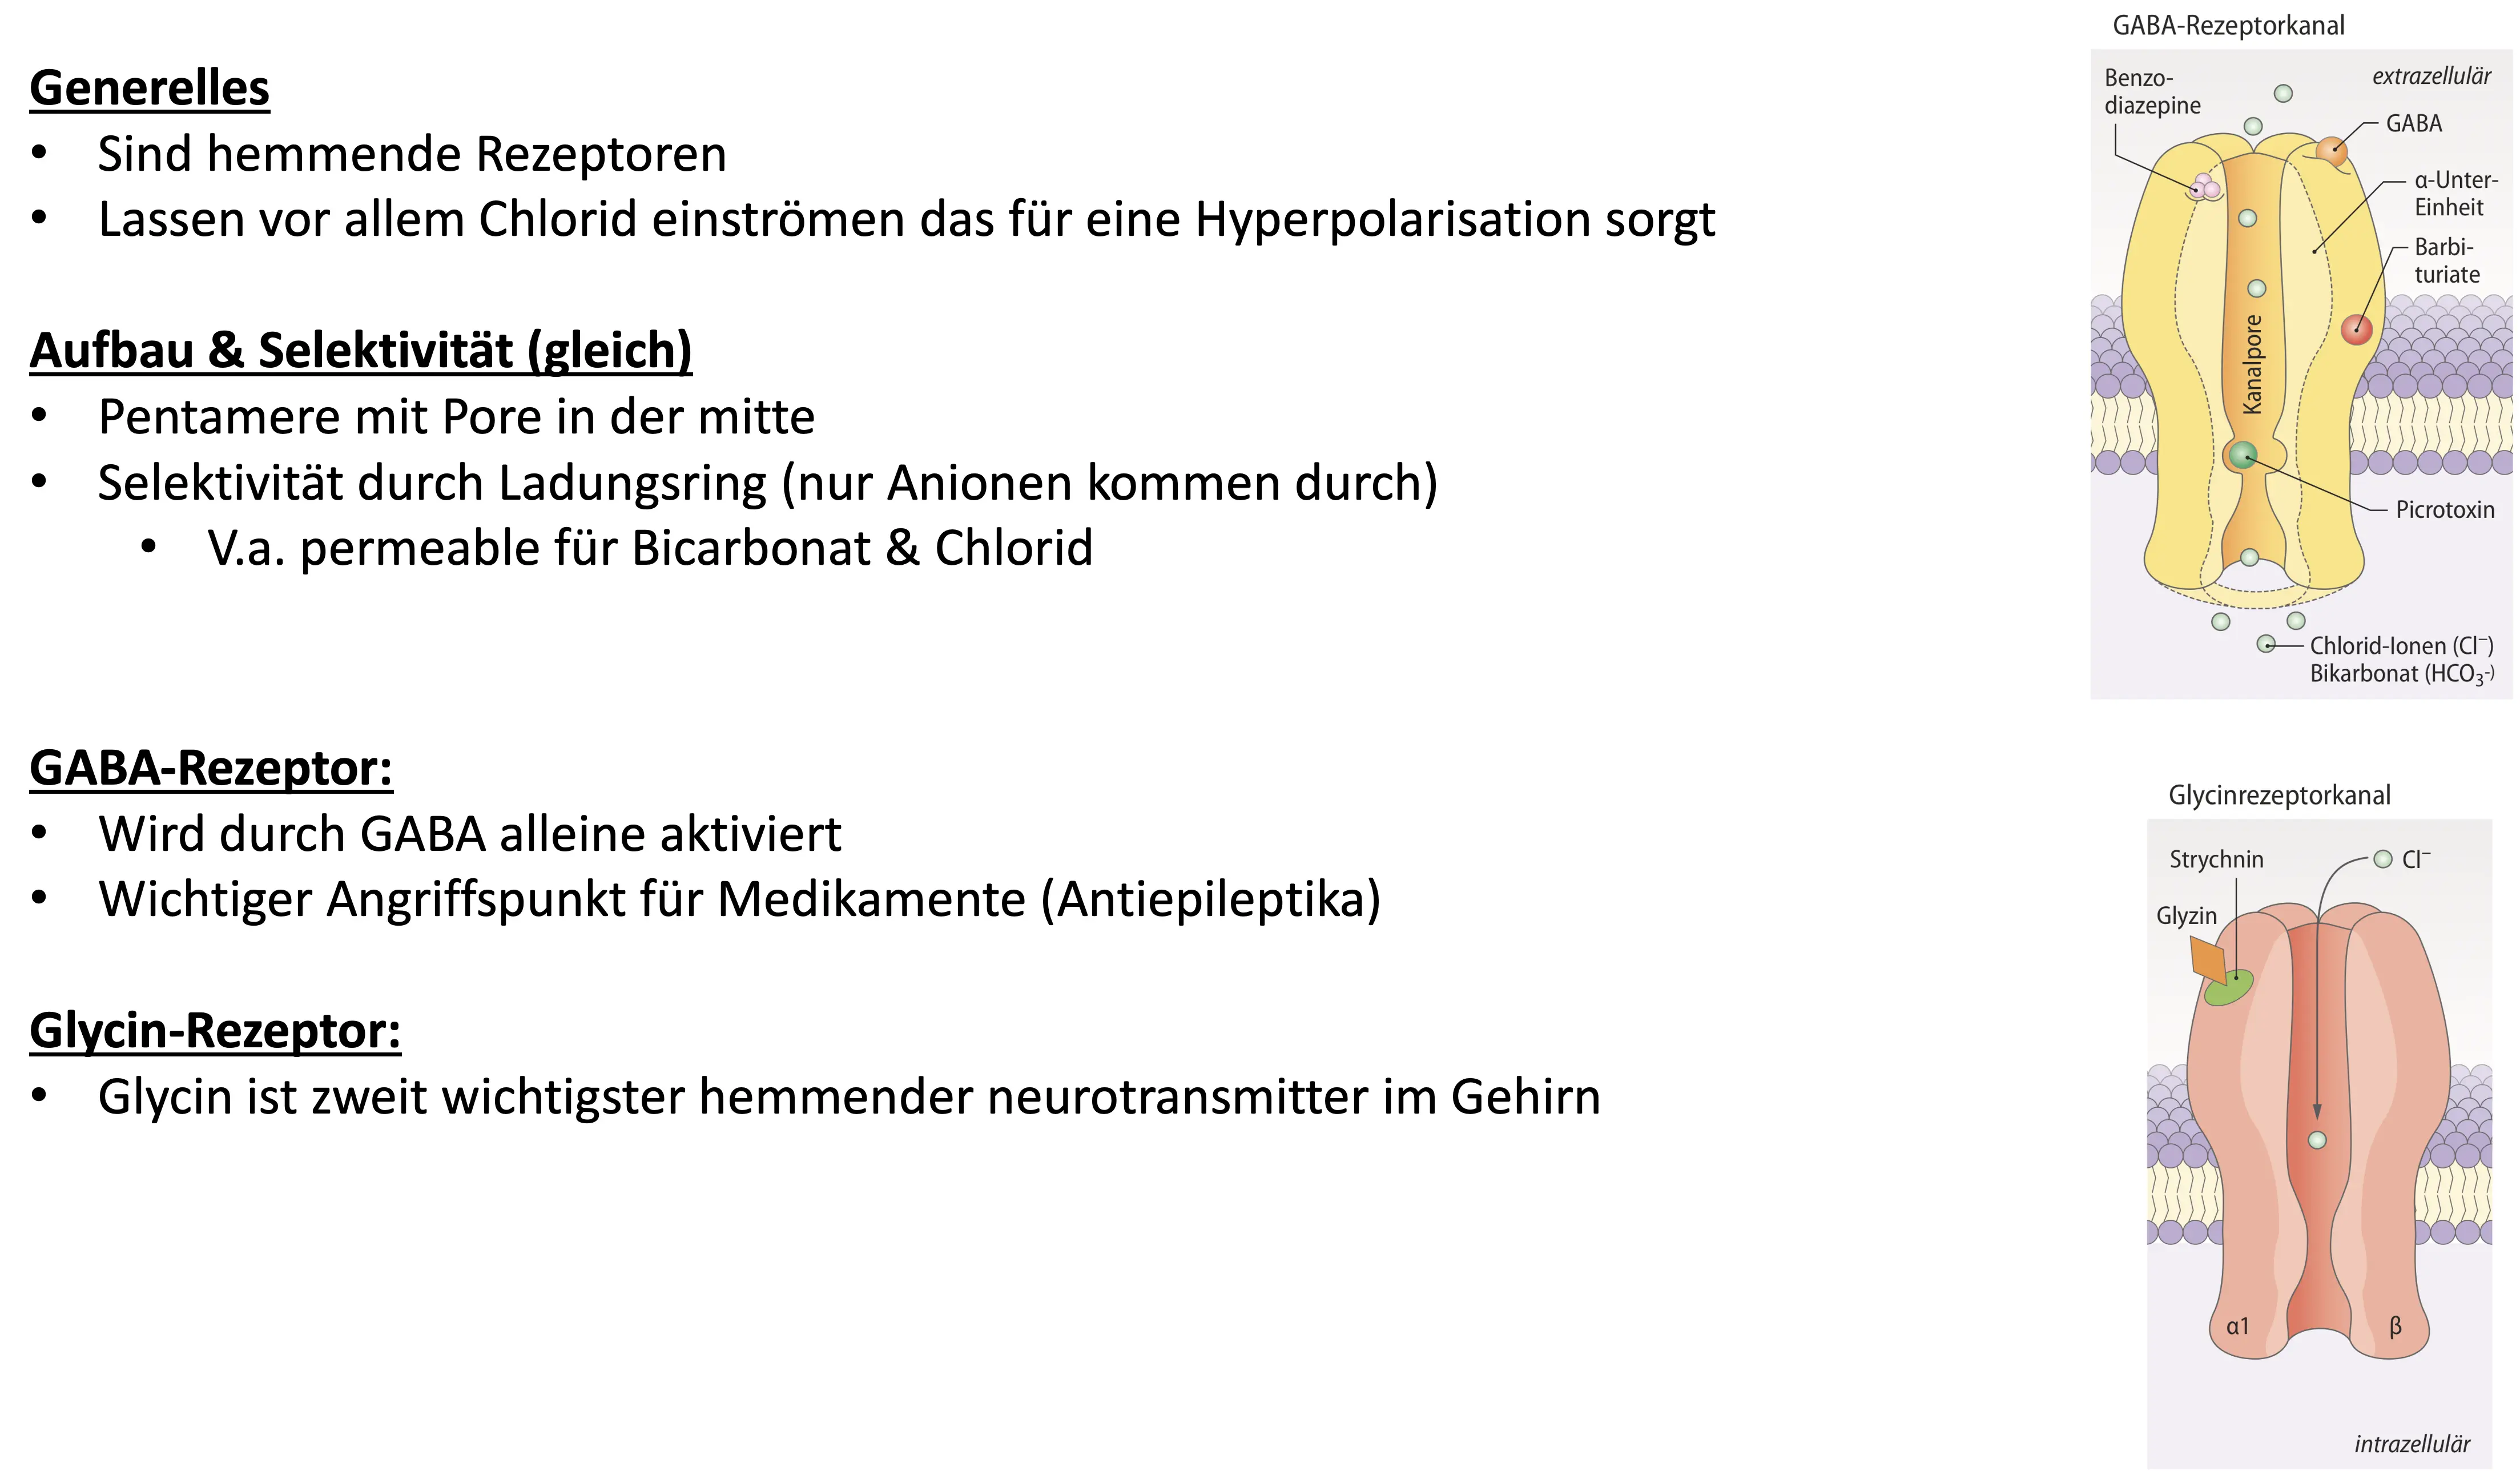 Generelles
• Sind hemmende Rezeptoren
• Lassen vor allem Chlorid einströmen das für eine Hyperpolarisation sorgt
Aufbau & Selektivität (gleich)
• Pentamere mit Pore in der mitte
• Selektivität durch Ladungsring (nur Anionen kommen durch)
• V.a. permeable für Bicarbonat & Chlorid
GABA-Rezeptor:
• Wird durch GABA alleine aktiviert
• Wichtiger Angriffspunkt für Medikamente (Antiepileptika)
Glycin-Rezeptor:
• Glycin ist zweit wichtigster hemmender neurotransmitter im Gehirn
GABA-Rezeptorkanal
Benzo-
diazepine
extrazellulär
GABA
α-Unter-
Einheit
Barbi-
turiate
Kanalpore
Picrotoxin
Chlorid-Ionen (Cl⁻)
Bikarbonat (HCO₃⁻)
Glycinrezeptorkanal
Strychnin
Cl⁻
Glyzin
α1
β
intrazellulär